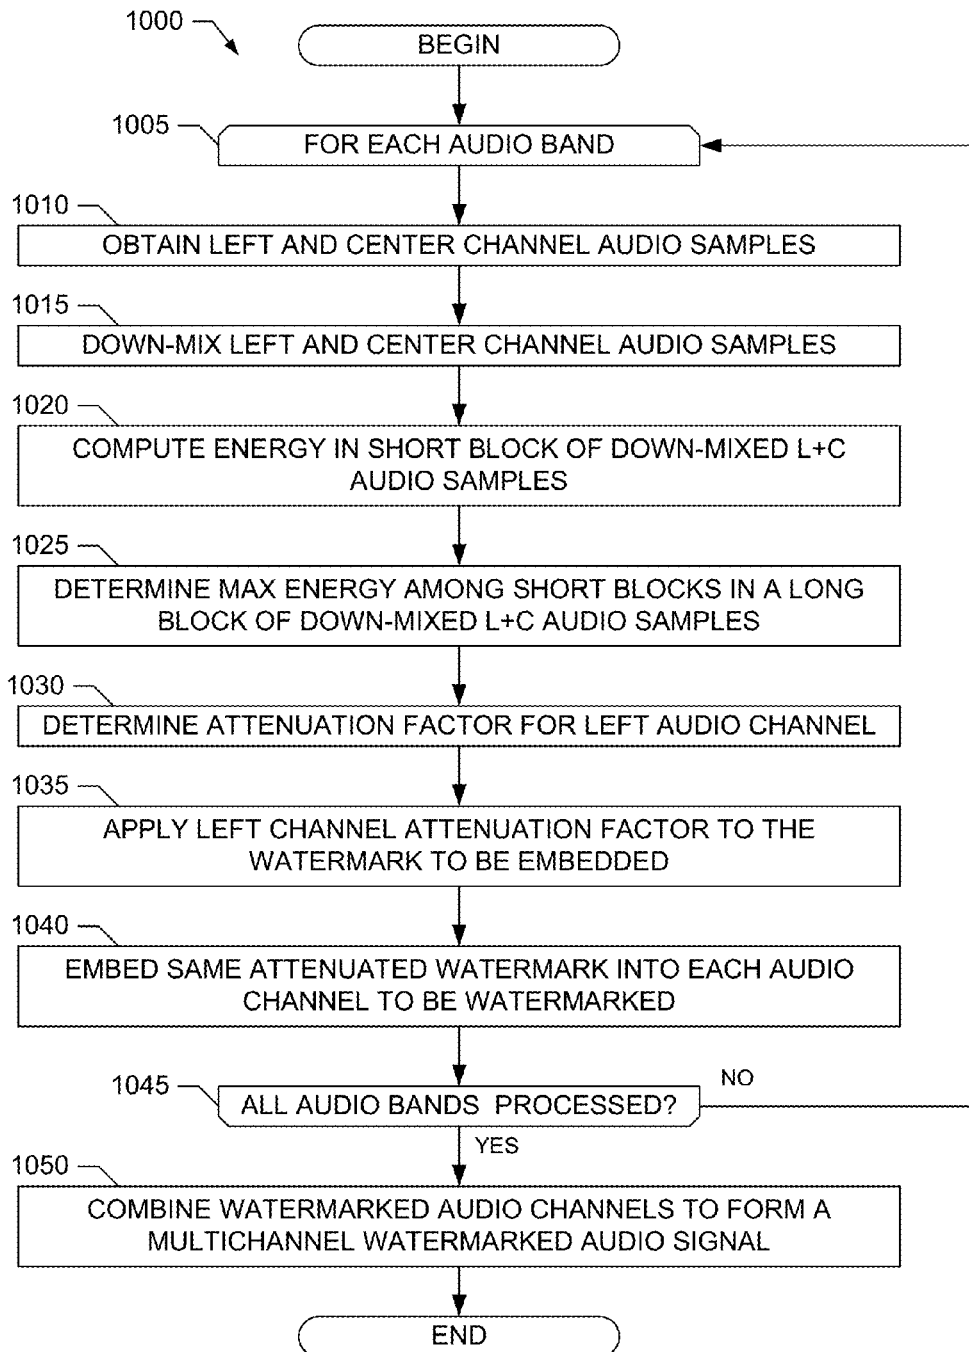 1000
BEGIN
1005
FOR EACH AUDIO BAND
1010
OBTAIN LEFT AND CENTER CHANNEL AUDIO SAMPLES
1015
DOWN-MIX LEFT AND CENTER CHANNEL AUDIO SAMPLES
1020
COMPUTE ENERGY IN SHORT BLOCK OF DOWN-MIXED L+C
AUDIO SAMPLES
1025
DETERMINE MAX ENERGY AMONG SHORT BLOCKS IN A LONG
BLOCK OF DOWN-MIXED L+C AUDIO SAMPLES
1030
DETERMINE ATTENUATION FACTOR FOR LEFT AUDIO CHANNEL
1035
APPLY LEFT CHANNEL ATTENUATION FACTOR TO THE
WATERMARK TO BE EMBEDDED
1040
EMBED SAME ATTENUATED WATERMARK INTO EACH AUDIO
CHANNEL TO BE WATERMARKED
1045
ALL AUDIO BANDS PROCESSED?
NO
YES
1050
COMBINE WATERMARKED AUDIO CHANNELS TO FORM A
MULTICHANNEL WATERMARKED AUDIO SIGNAL
END